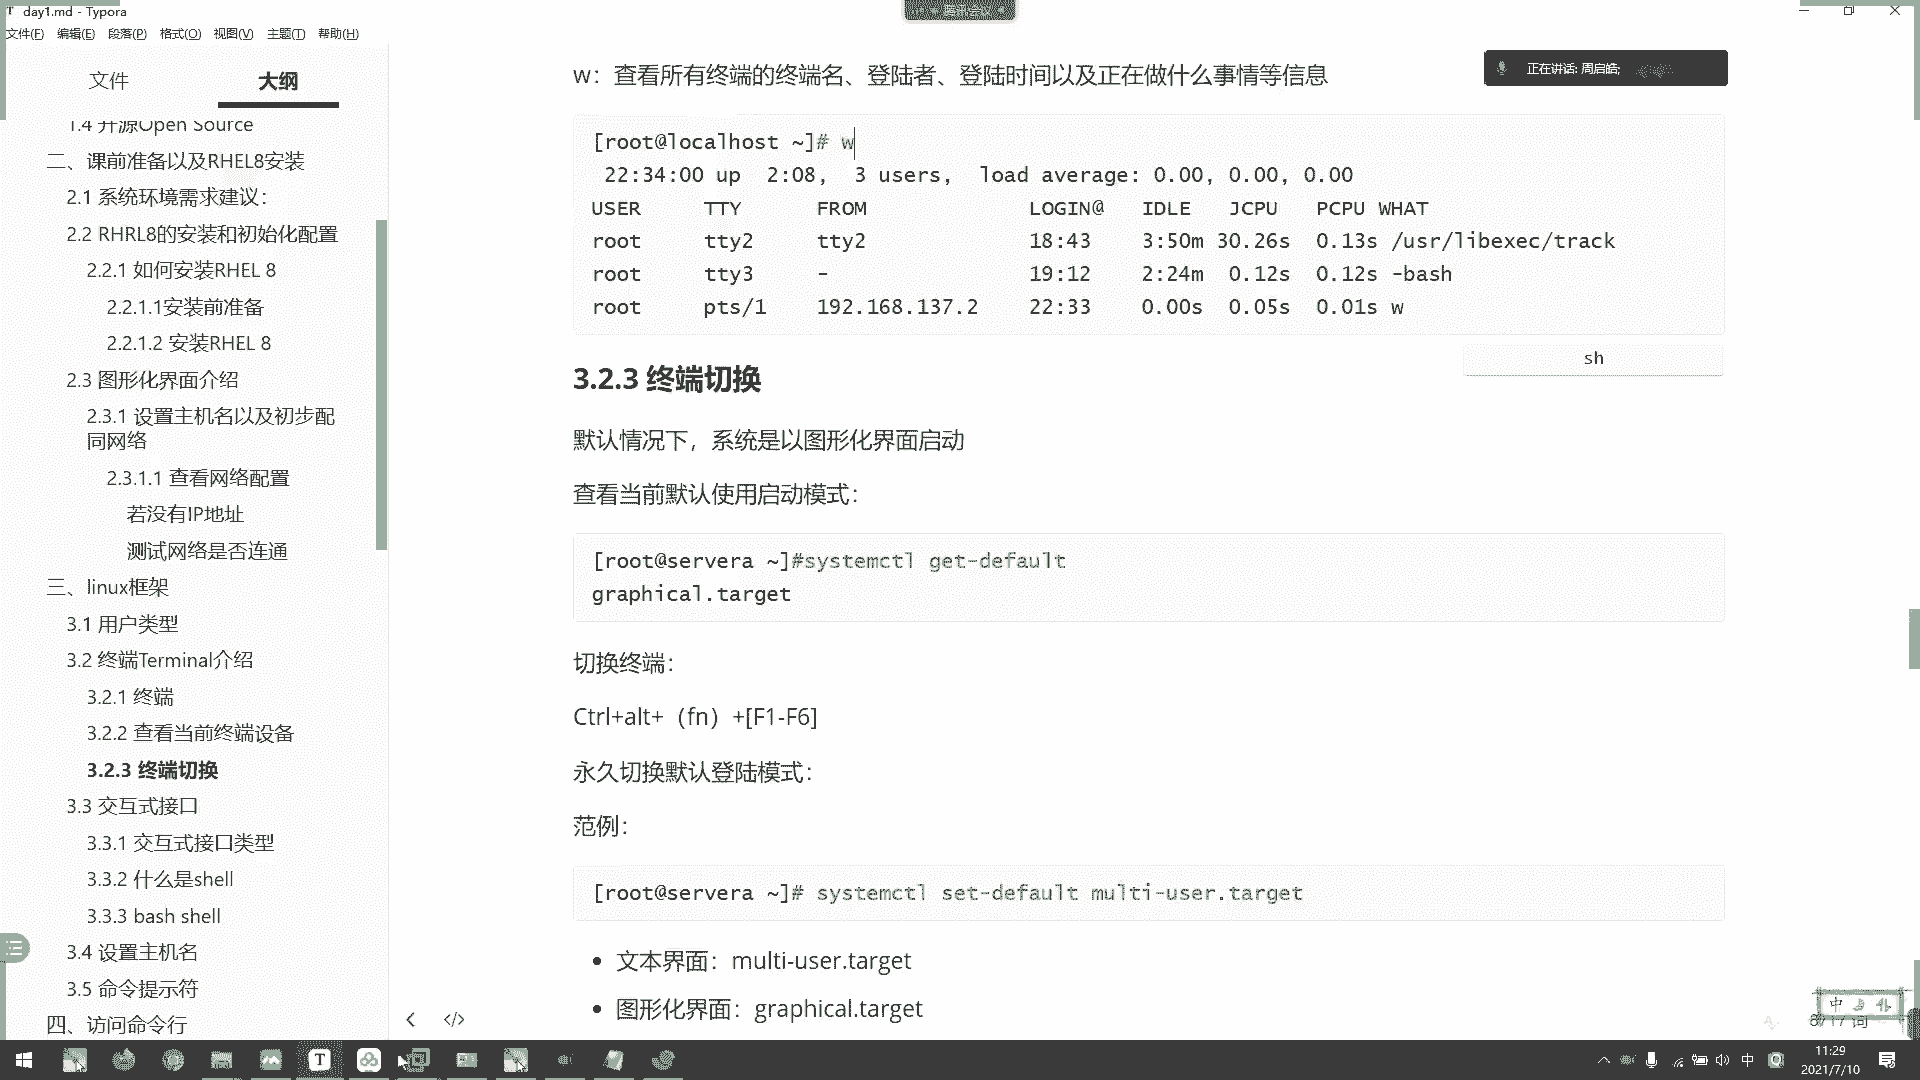 day1.md - Typora
文件(F) 编辑(E) 段落(P) 格式(O) 视图(V) 主题(T) 帮助(H)
文件 大纲
1.4 开源Open Source
二、课前准备以及RHEL8安装
2.1 系统环境需求建议：
2.2 RHRL8的安装和初始化配置
2.2.1 如何安装RHEL 8
2.2.1.1安装前准备
2.2.1.2 安装RHEL 8
2.3 图形化界面介绍
2.3.1 设置主机名以及初步配
同网络
2.3.1.1 查看网络配置
若没有IP地址
测试网络是否连通
三、linux框架
3.1 用户类型
3.2 终端Terminal介绍
3.2.1 终端
3.2.2 查看当前终端设备
3.2.3 终端切换
3.3 交互式接口
3.3.1 交互式接口类型
3.3.2 什么是shell
3.3.3 bash shell
3.4 设置主机名
3.5 命令提示符
四、访问命令行
腾讯会议
正在讲话: 周启皓;
w：查看所有终端的终端名、登陆者、登陆时间以及正在做什么事情等信息
[root@localhost ~]# w
22:34:00 up 2:08, 3 users, load average: 0.00, 0.00, 0.00
USER TTY FROM LOGIN@ IDLE JCPU PCPU WHAT
root tty2 tty2 18:43 3:50m 30.26s 0.13s /usr/libexec/track
root tty3 - 19:12 2:24m 0.12s 0.12s -bash
root pts/1 192.168.137.2 22:33 0.00s 0.05s 0.01s w
sh
3.2.3 终端切换
默认情况下，系统是以图形化界面启动
查看当前默认使用启动模式：
[root@servera ~]#systemctl get-default
graphical.target
切换终端：
Ctrl+alt+（fn）+[F1-F6]
永久切换默认登陆模式：
范例：
[root@servera ~]# systemctl set-default multi-user.target
文本界面：multi-user.target
图形化界面：graphical.target
中
中
11:29
2021/7/10